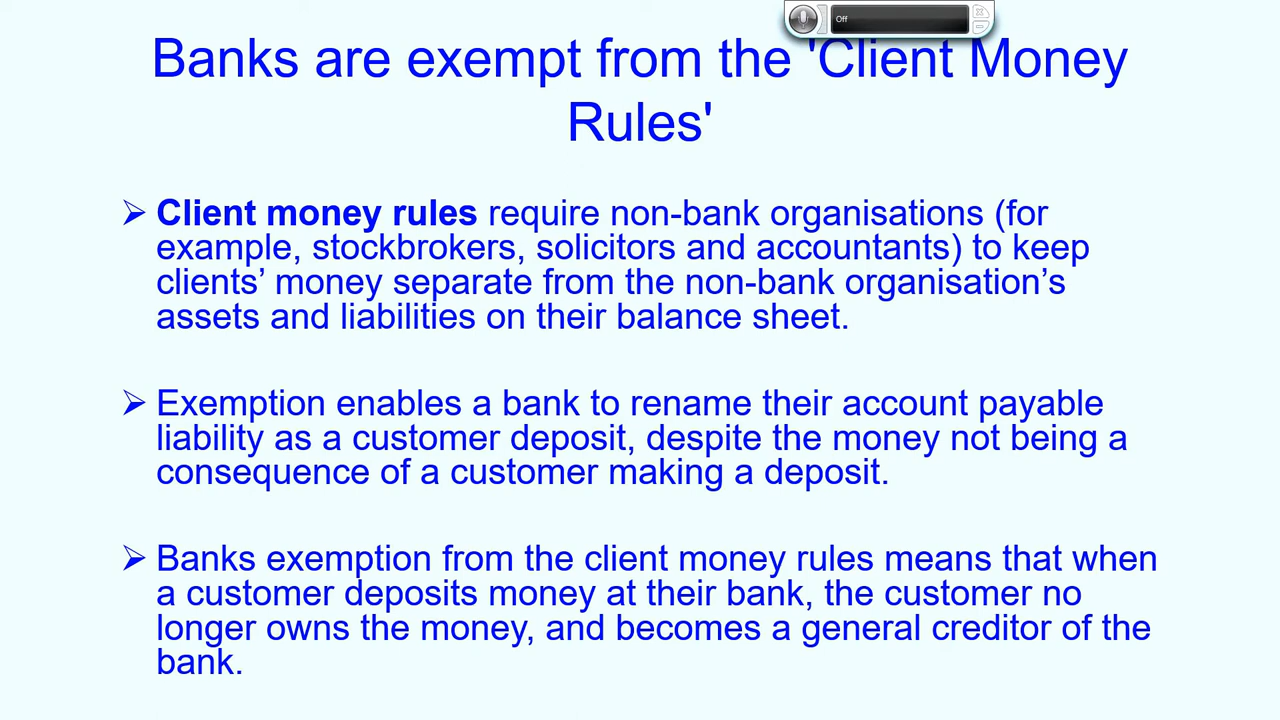 Off
Banks are exempt from the 'Client Money
Rules'
➢ Client money rules require non-bank organisations (for
example, stockbrokers, solicitors and accountants) to keep
clients’ money separate from the non-bank organisation’s
assets and liabilities on their balance sheet.
➢ Exemption enables a bank to rename their account payable
liability as a customer deposit, despite the money not being a
consequence of a customer making a deposit.
➢ Banks exemption from the client money rules means that when
a customer deposits money at their bank, the customer no
longer owns the money, and becomes a general creditor of the
bank.